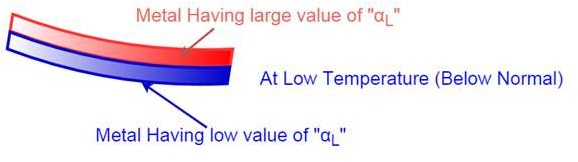 Metal Having large value of "αL"
At Low Temperature (Below Normal)
Metal Having low value of "αL"